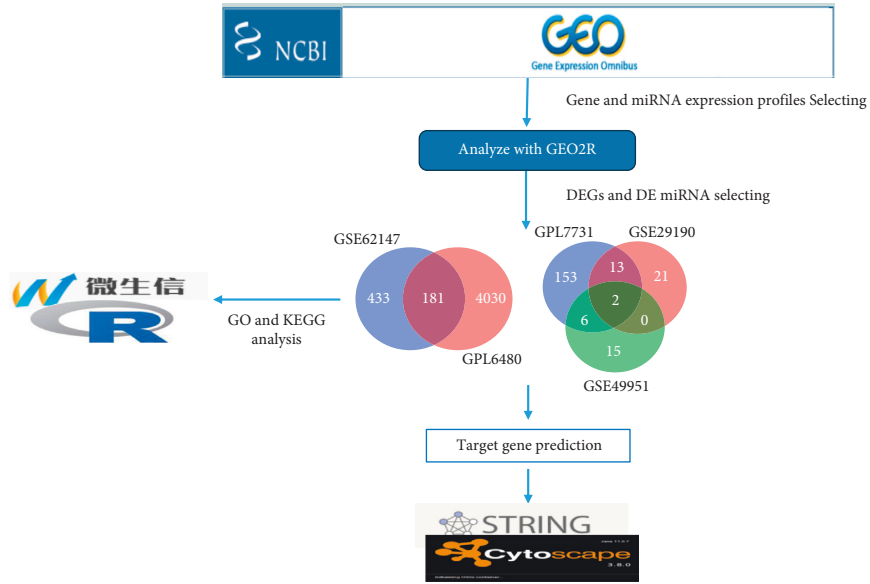 NCBI
GEO
Gene Expression Omnibus
Gene and miRNA expression profiles Selecting
Analyze with GEO2R
DEGs and DE miRNA selecting
GSE62147
433
181
4030
GPL6480
GPL7731
GSE29190
153
13
21
2
6
0
15
GSE49951
微生信
R
GO and KEGG
analysis
Target gene prediction
STRING
Cytoscape
3.8.0